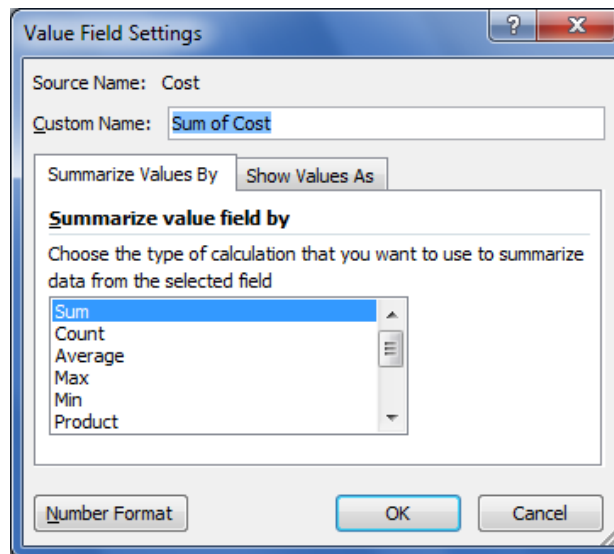 Value Field Settings
?
Source Name: Cost
Custom Name: Sum of Cost
Summarize Values By Show Values As
Summarize value field by
Choose the type of calculation that you want to use to summarize
data from the selected field
Sum
Count
Average
Max
Min
Product
Number Format OK Cancel